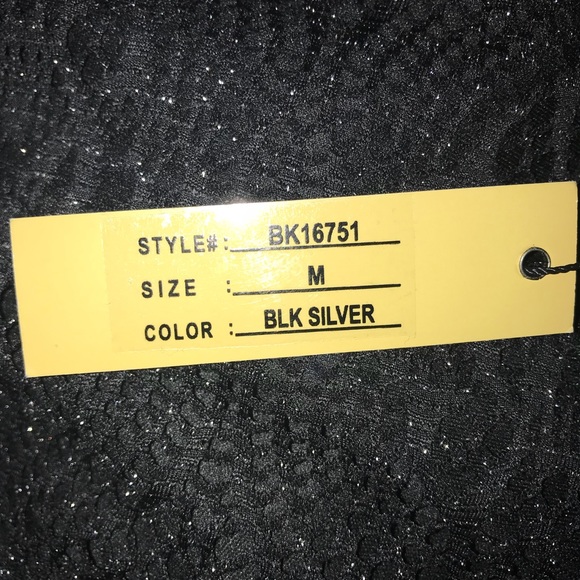 STYLE#: BK16751
SIZE : M
COLOR : BLK SILVER